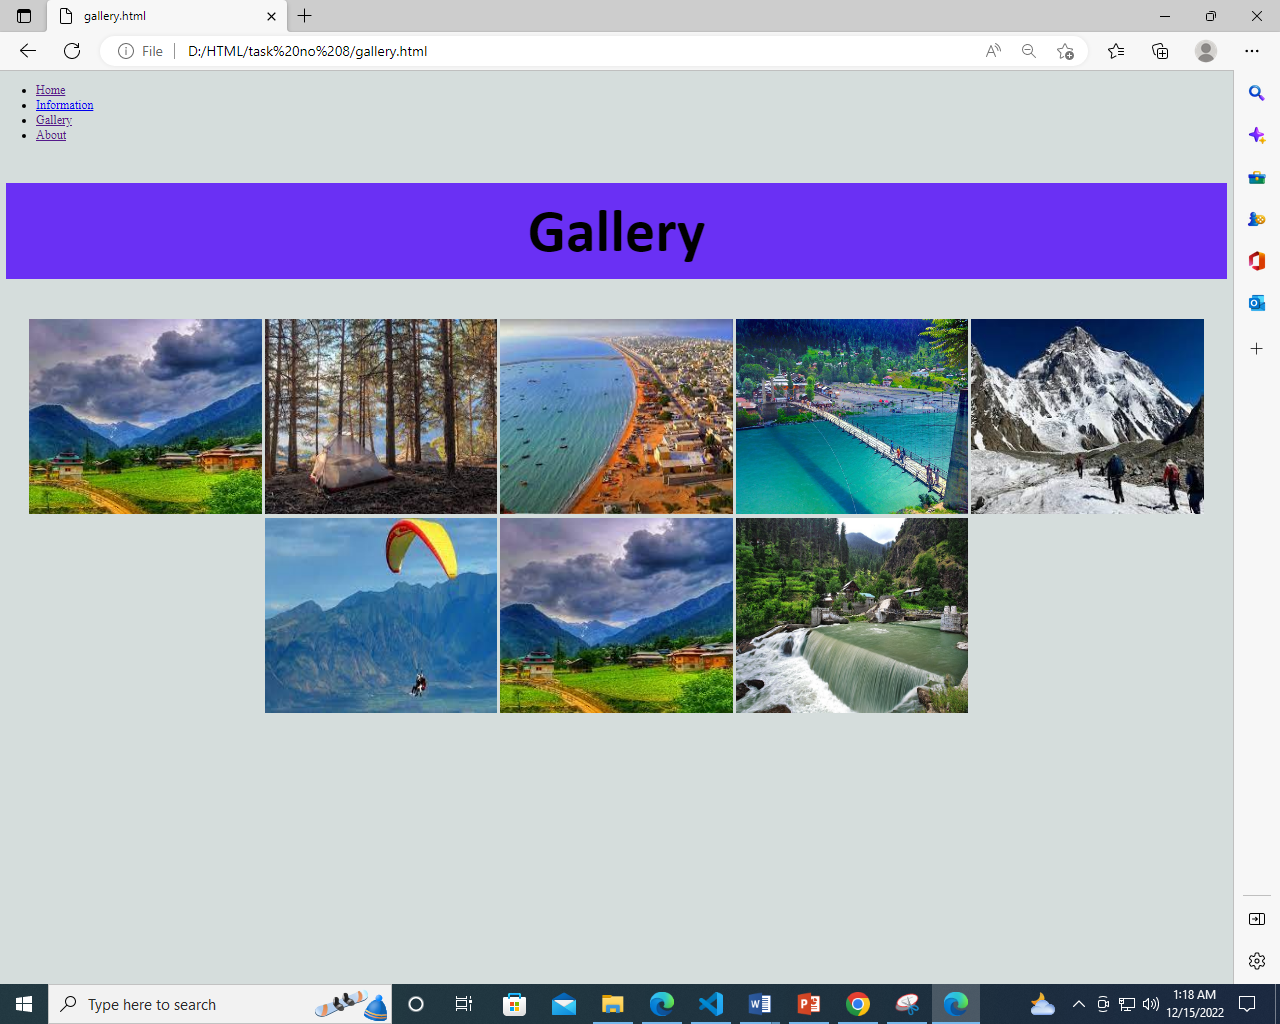 gallery.html
File
D:/HTML/task%20no%208/gallery.html
Home
Information
Gallery
About
Gallery
Type here to search
1:18 AM
12/15/2022